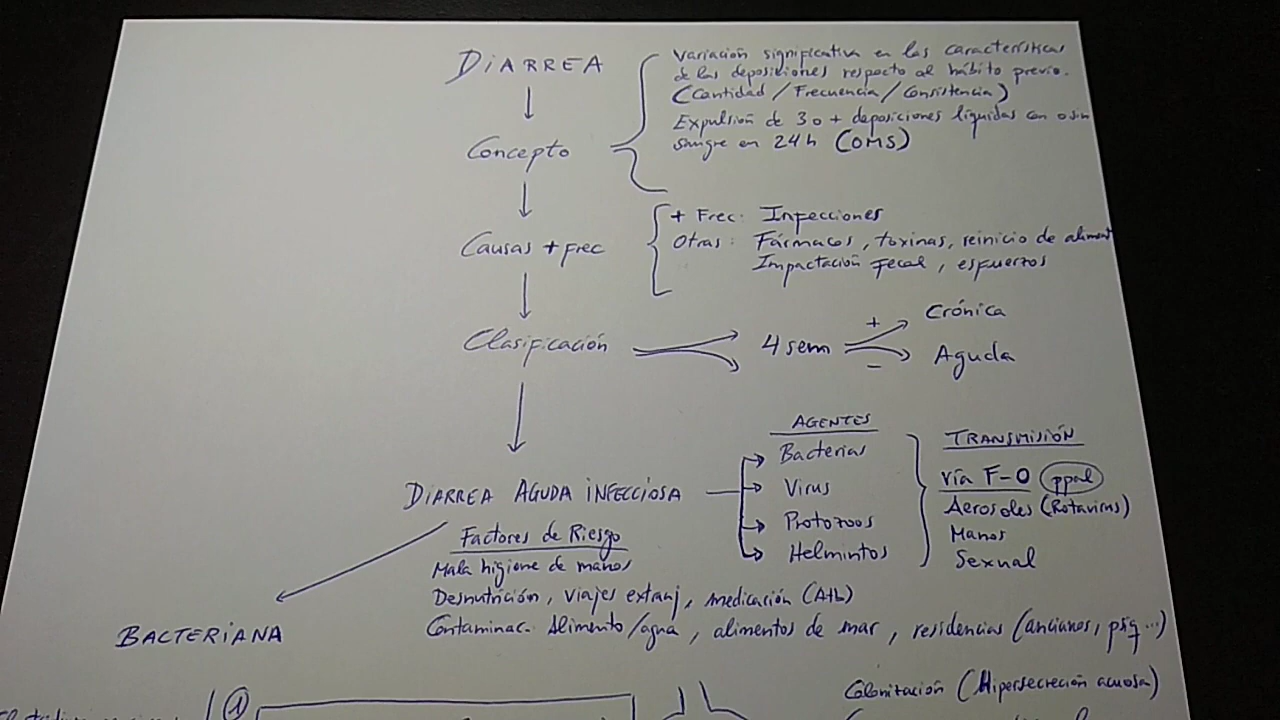 DIARREA
Variación significativa en las características
de las deposiciones respecto al hábito previo.
(Cantidad / Frecuencia / Consistencia)
Expulsión de 3 o + deposiciones líquidas con o sin
sangre en 24 h (OMS)
Concepto
+ Frec: Infecciones
Otras: Fármacos, toxinas, reinicio de aliment
Impactación fecal, esfuerzos
Causas + frec
Clasificación
4 sem
+
Crónica
−
Aguda
AGENTES
Bacterias
Virus
Protozoos
Helmintos
TRANSMISIÓN
Vía F-O ppal
Aerosoles (Rotavirus)
Manos
Sexual
DIARREA AGUDA INFECCIOSA
Factores de Riesgo
Mala higiene de manos
Desnutrición, viajes extranj, medicación (Atb)
Contaminac. Alimento/agua, alimentos de mar, residencias (ancianos, psiq...)
BACTERIANA
1
Colonización (Hipersecreción acuosa)